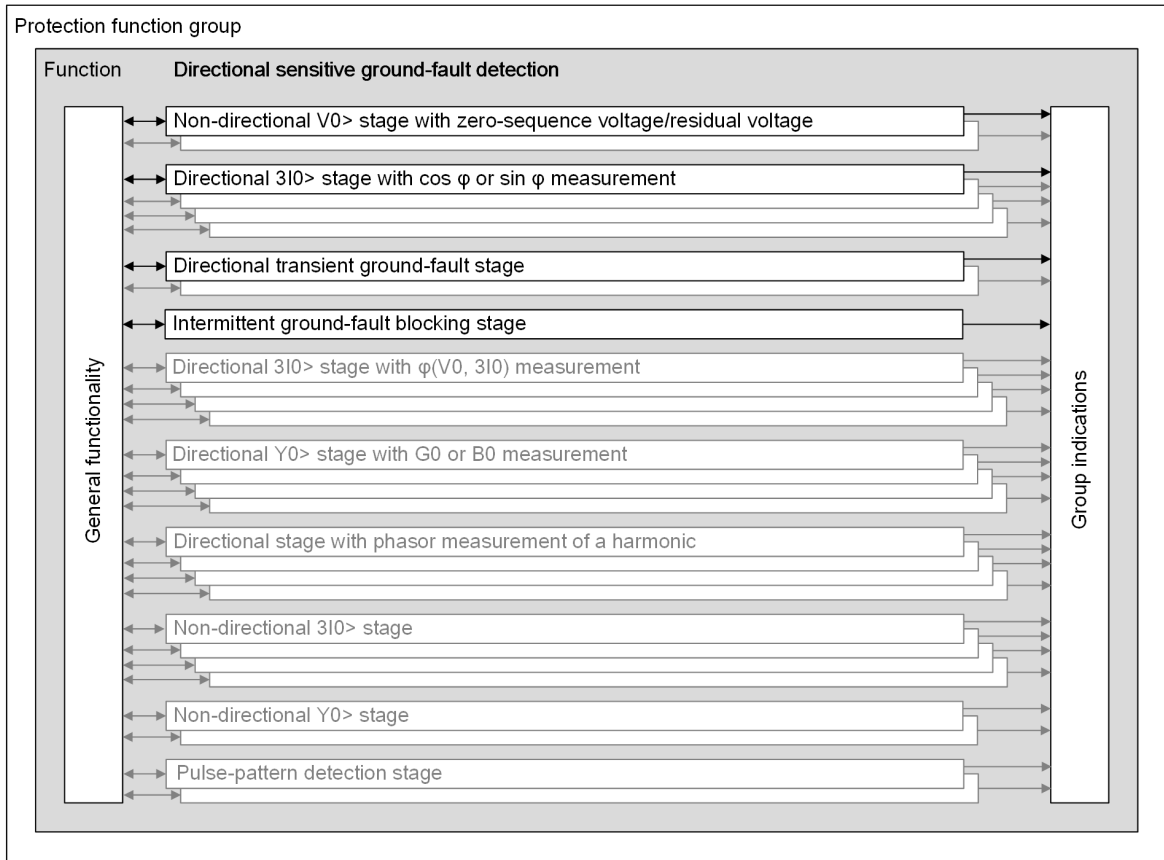 Protection function group
Function
Directional sensitive ground-fault detection
Non-directional V0> stage with zero-sequence voltage/residual voltage
Directional 3I0> stage with cos φ or sin φ measurement
Directional transient ground-fault stage
Intermittent ground-fault blocking stage
Directional 3I0> stage with φ(V0, 3I0) measurement
Directional Y0> stage with G0 or B0 measurement
Directional stage with phasor measurement of a harmonic
Non-directional 3I0> stage
Non-directional Y0> stage
Pulse-pattern detection stage
General functionality
Group indications